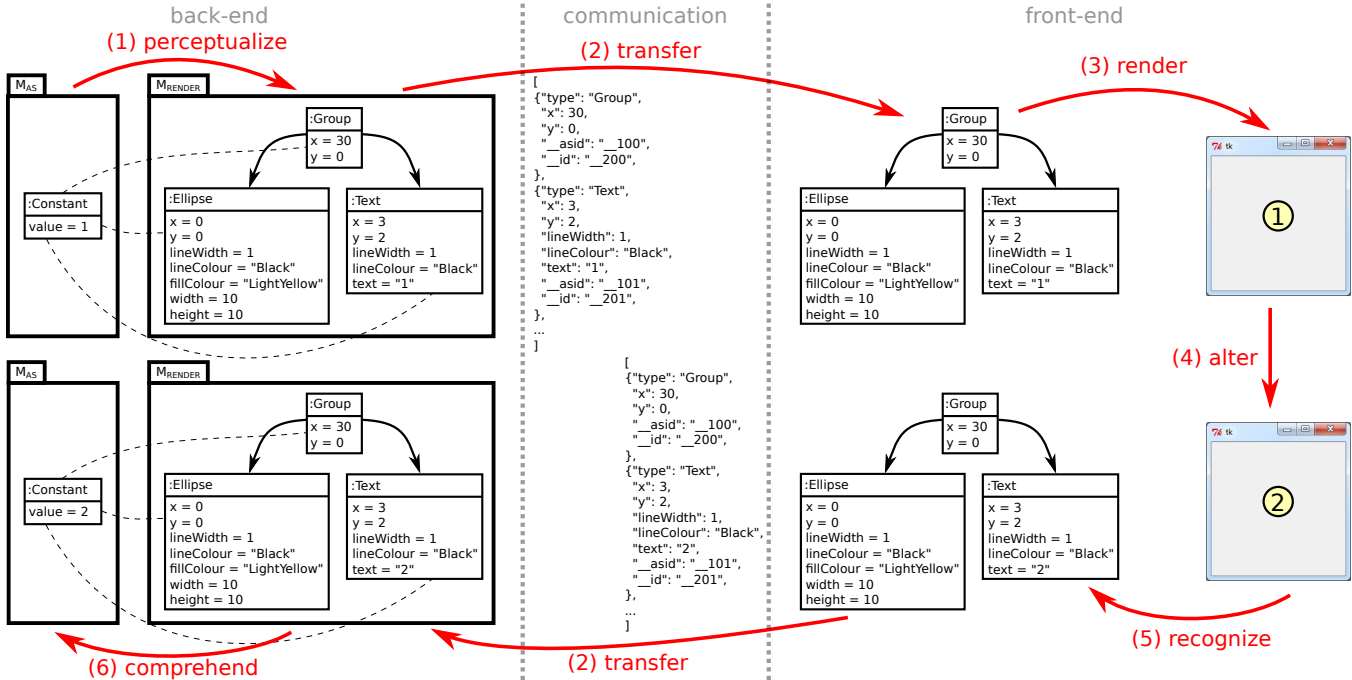 back-end
communication
front-end
(1) perceptualize
(2) transfer
(3) render
MAS
:Constant
value = 1
MRENDER
:Group
x = 30
y = 0
:Ellipse
x = 0
y = 0
lineWidth = 1
lineColour = "Black"
fillColour = "LightYellow"
width = 10
height = 10
:Text
x = 3
y = 2
lineWidth = 1
lineColour = "Black"
text = "1"
[
{"type": "Group",
"x": 30,
"y": 0,
"__asid": "__100",
"__id": "__200",
},
{"type": "Text",
"x": 3,
"y": 2,
"lineWidth": 1,
"lineColour": "Black",
"text": "1",
"__asid": "__101",
"__id": "__201",
},
...
]
:Group
x = 30
y = 0
:Ellipse
x = 0
y = 0
lineWidth = 1
lineColour = "Black"
fillColour = "LightYellow"
width = 10
height = 10
:Text
x = 3
y = 2
lineWidth = 1
lineColour = "Black"
text = "1"
Tk tk
1
(4) alter
MAS
:Constant
value = 2
MRENDER
:Group
x = 30
y = 0
:Ellipse
x = 0
y = 0
lineWidth = 1
lineColour = "Black"
fillColour = "LightYellow"
width = 10
height = 10
:Text
x = 3
y = 2
lineWidth = 1
lineColour = "Black"
text = "2"
[
{"type": "Group",
"x": 30,
"y": 0,
"__asid": "__100",
"__id": "__200",
},
{"type": "Text",
"x": 3,
"y": 2,
"lineWidth": 1,
"lineColour": "Black",
"text": "2",
"__asid": "__101",
"__id": "__201",
},
...
]
:Group
x = 30
y = 0
:Ellipse
x = 0
y = 0
lineWidth = 1
lineColour = "Black"
fillColour = "LightYellow"
width = 10
height = 10
:Text
x = 3
y = 2
lineWidth = 1
lineColour = "Black"
text = "2"
Tk tk
2
(5) recognize
(2) transfer
(6) comprehend